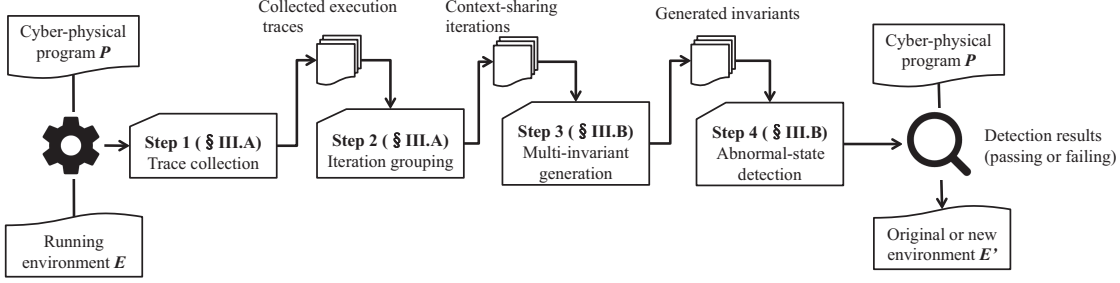 Cyber-physical
program P
Running
environment E
Step 1 ( § III.A)
Trace collection
Collected execution
traces
Step 2 ( § III.A)
Iteration grouping
Context-sharing
iterations
Step 3 ( § III.B)
Multi-invariant
generation
Generated invariants
Step 4 ( § III.B)
Abnormal-state
detection
Cyber-physical
program P
Detection results
(passing or failing)
Original or new
environment E’